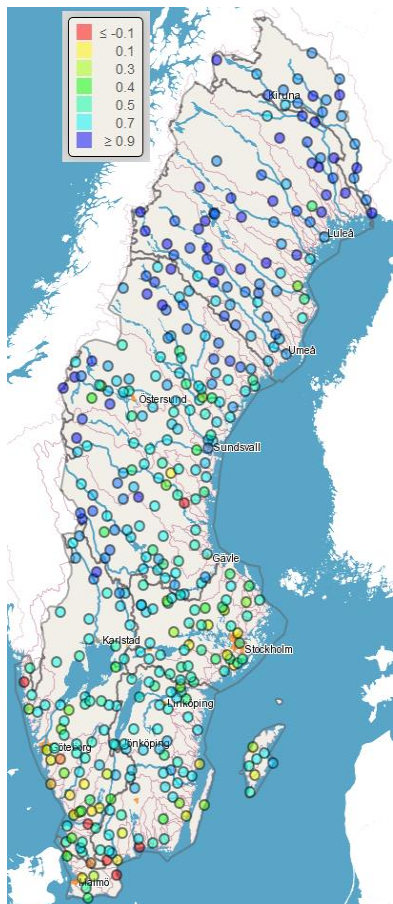 ≤ -0.1
0.1
0.3
0.4
0.5
0.7
≥ 0.9
Kiruna
Luleå
Umeå
Östersund
Sundsvall
Gävle
Karlstad
Stockholm
Linköping
Göteborg
Jönköping
Malmö